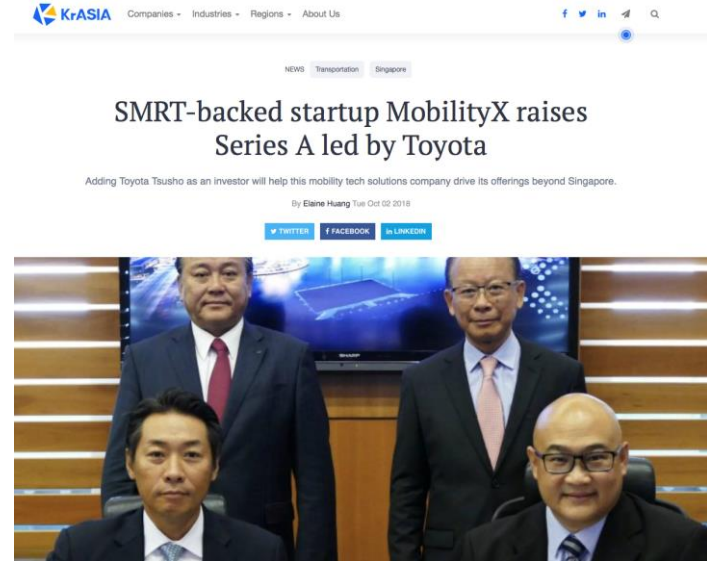 KrASIA Companies Industries Regions About Us
NEWS Transportation Singapore
SMRT-backed startup MobilityX raises
Series A led by Toyota
Adding Toyota Tsusho as an investor will help this mobility tech solutions company drive its offerings beyond Singapore.
By Elaine Huang Tue Oct 02 2018
TWITTER FACEBOOK in LINKEDIN
SHARP